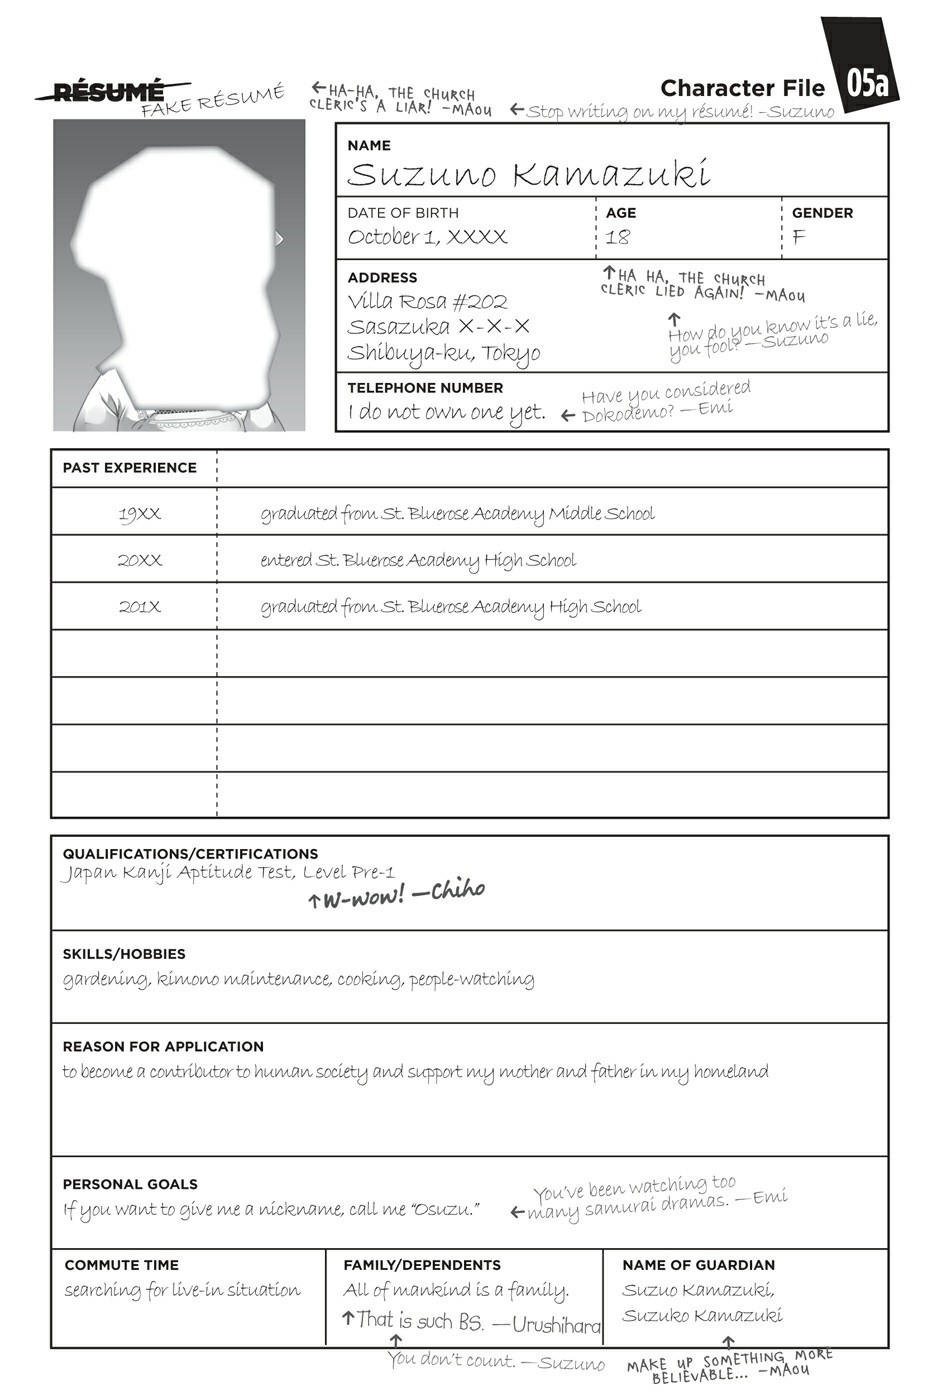 RÉSUMÉ
FAKE RÉSUMÉ
←HA-HA, THE CHURCH
CLERIC'S A LIAR! -MAOU
←Stop writing on my résumé! -Suzuno
Character File
05a
NAME
Suzuno Kamazuki
DATE OF BIRTH
October 1, XXXX
AGE
18
GENDER
F
ADDRESS
Villa Rosa #202
Sasazuka X-X-X
Shibuya-ku, Tokyo
↑HA HA, THE CHURCH
CLERIC LIED AGAIN! -MAOU
↑
How do you know it's a lie,
you fool? —Suzuno
TELEPHONE NUMBER
I do not own one yet.
Have you considered
← Dokodemo? —Emi
PAST EXPERIENCE
19XX graduated from St. Bluerose Academy Middle School
20XX entered St. Bluerose Academy High School
201X graduated from St. Bluerose Academy High School
QUALIFICATIONS/CERTIFICATIONS
Japan Kanji Aptitude Test, Level Pre-1
↑W-wow! —Chiho
SKILLS/HOBBIES
gardening, kimono maintenance, cooking, people-watching
REASON FOR APPLICATION
to become a contributor to human society and support my mother and father in my homeland
PERSONAL GOALS
If you want to give me a nickname, call me "Osuzu."
You've been watching too
←many samurai dramas. —Emi
COMMUTE TIME
searching for live-in situation
FAMILY/DEPENDENTS
All of mankind is a family.
↑That is such BS. —Urushihara
↑
You don't count. —Suzuno
NAME OF GUARDIAN
Suzuo Kamazuki,
Suzuko Kamazuki
↑
MAKE UP SOMETHING MORE
BELIEVABLE... -MAOU